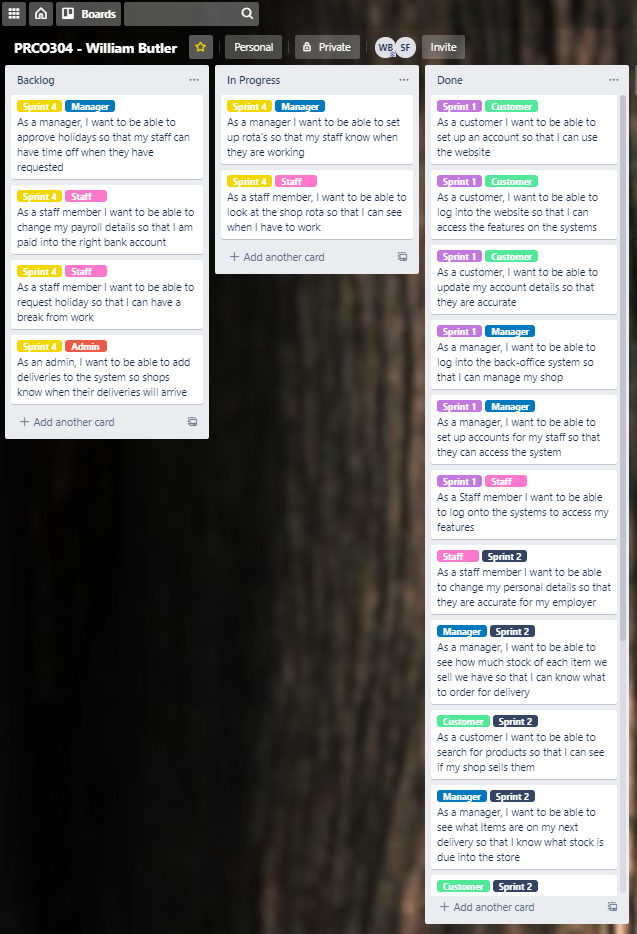 Boards
PRCO304 - William Butler
Personal
Private
WB
SF
Invite
Backlog
Sprint 4 Manager
As a manager, I want to be able to
approve holidays so that my staff can
have time off when they have
requested
Sprint 4 Staff
As a staff member I want to be able to
change my payroll details so that I am
paid into the right bank account
Sprint 4 Staff
As a staff member I want to be able to
request holiday so that I can have a
break from work
Sprint 4 Admin
As an admin, I want to be able to add
deliveries to the system so shops
know when their deliveries will arrive
+ Add another card
In Progress
Sprint 4 Manager
As a manager I want to be able to set
up rota's so that my staff know when
they are working
Sprint 4 Staff
As a staff member, I want to be able to
look at the shop rota so that I can see
when I have to work
+ Add another card
Done
Sprint 1 Customer
As a customer I want to be able to
set up an account so that I can use
the website
Sprint 1 Customer
As a customer, I want to be able to
log into the website so that I can
access the features on the systems
Sprint 1 Customer
As a customer, I want to be able to
update my account details so that
they are accurate
Sprint 1 Manager
As a manager, I want to be able to
log into the back-office system so
that I can manage my shop
Sprint 1 Manager
As a manager, I want to be able to
set up accounts for my staff so that
they can access the system
Sprint 1 Staff
As a Staff member I want to be able
to log onto the systems to access my
features
Staff Sprint 2
As a staff member I want to be able
to change my personal details so that
they are accurate for my employer
Manager Sprint 2
As a manager, I want to be able to
see how much stock of each item we
sell we have so that I can know what
to order for delivery
Customer Sprint 2
As a customer I want to be able to
search for products so that I can see
if my shop sells them
Manager Sprint 2
As a manager, I want to be able to
see what Items are on my next
delivery so that I know what stock is
due into the store
Customer Sprint 2
+ Add another card